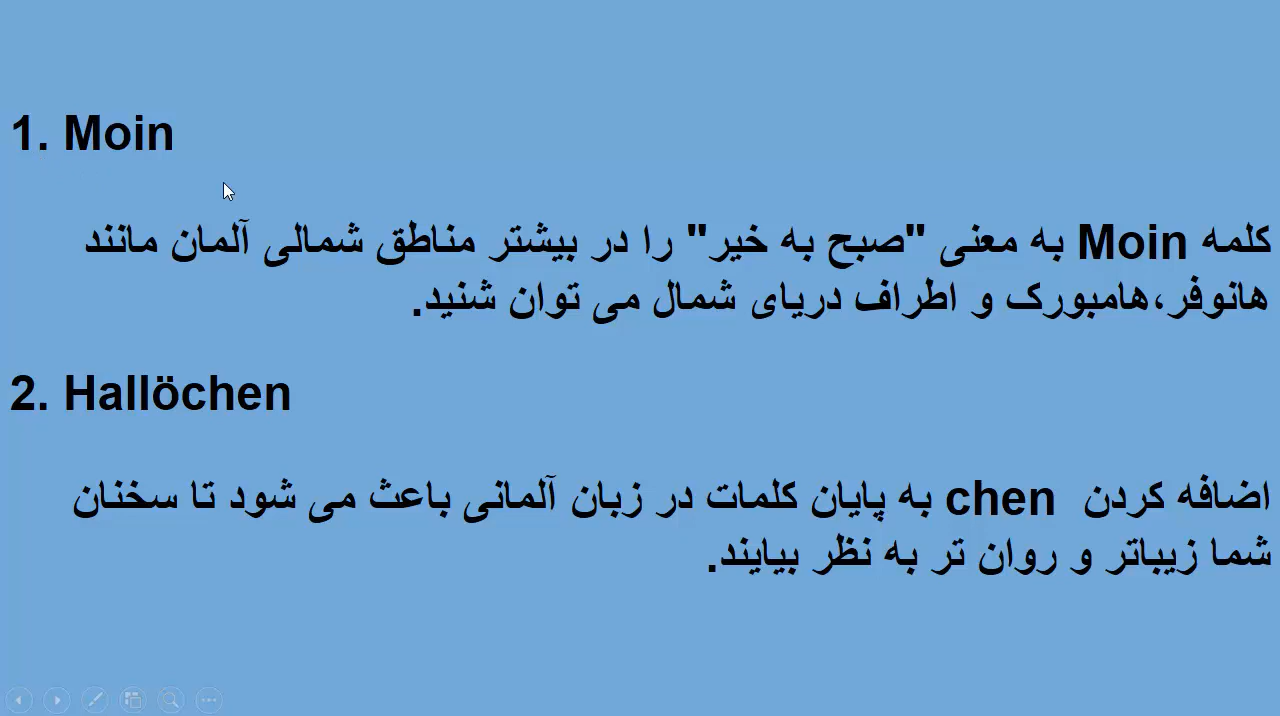 1. Moin
کلمه Moin به معنی "صبح به خیر" را در بیشتر مناطق شمالی آلمان مانند
هانوفر،هامبورک و اطراف دریای شمال می توان شنید.
2. Hallöchen
اضافه کردن chen به پایان کلمات در زبان آلمانی باعث می شود تا سخنان
شما زیباتر و روان تر به نظر بیایند.